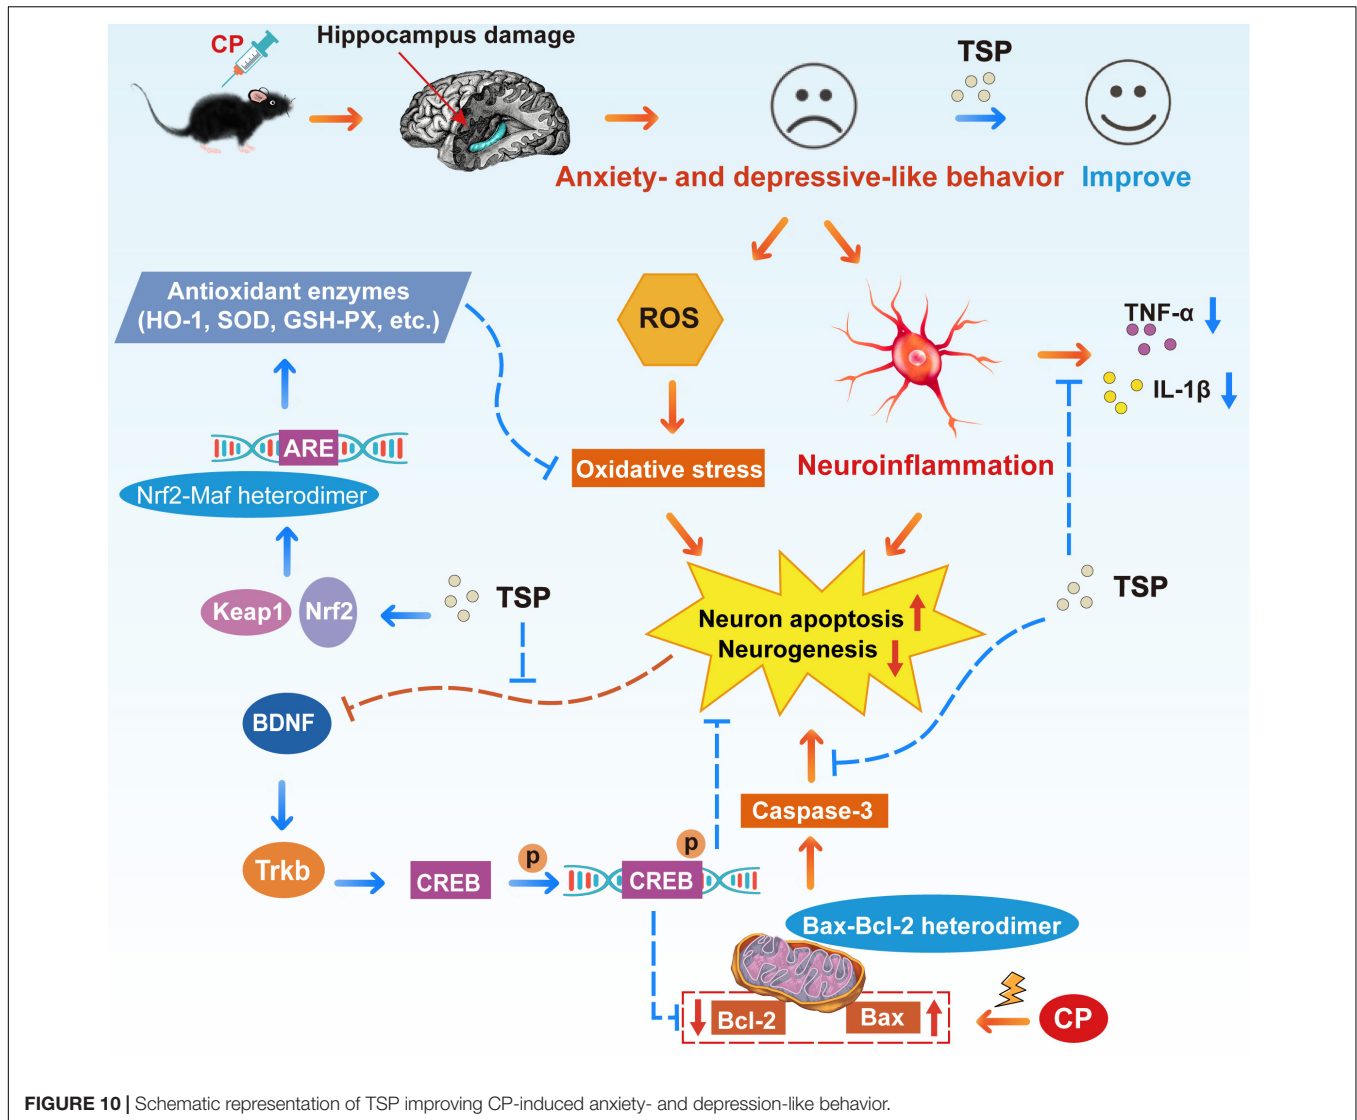 CP
Hippocampus damage
TSP
Anxiety- and depressive-like behavior
Improve
Antioxidant enzymes
(HO-1, SOD, GSH-PX, etc.)
ROS
TNF-α
IL-1β
ARE
Nrf2-Maf heterodimer
Oxidative stress
Neuroinflammation
Keap1
Nrf2
TSP
Neuron apoptosis
Neurogenesis
TSP
BDNF
Caspase-3
Trkb
CREB
p
CREB
p
Bax-Bcl-2 heterodimer
Bcl-2
Bax
CP
FIGURE 10 | Schematic representation of TSP improving CP-induced anxiety- and depression-like behavior.